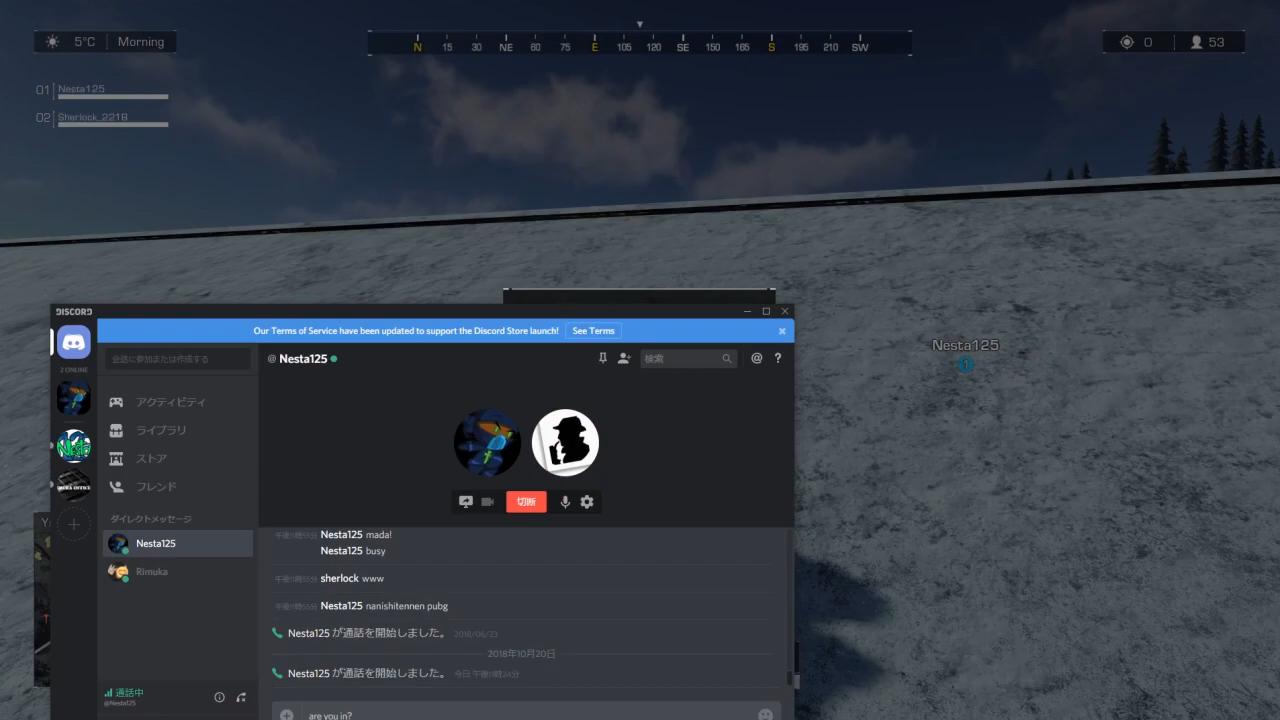 5°C Morning
N 15 30 NE 60 75 E 105 120 SE 150 165 S 195 210 SW
0 53
01 Nesta125
02 Sherlock_2218
Nesta125
DISCORD
Our Terms of Service have been updated to support the Discord Store launch! See Terms
2 ONLINE
会話に参加または作成する
@ Nesta125
検索
アクティビティ
ライブラリ
ストア
フレンド
ダイレクトメッセージ
Nesta125
Rimuka
切断
Nesta125 mada!
Nesta125 busy
sherlock www
Nesta125 nanishitennen pubg
Nesta125 が通話を開始しました。 2018/06/23
2018年10月20日
Nesta125 が通話を開始しました。
通話中
@Nesta125
are you in?